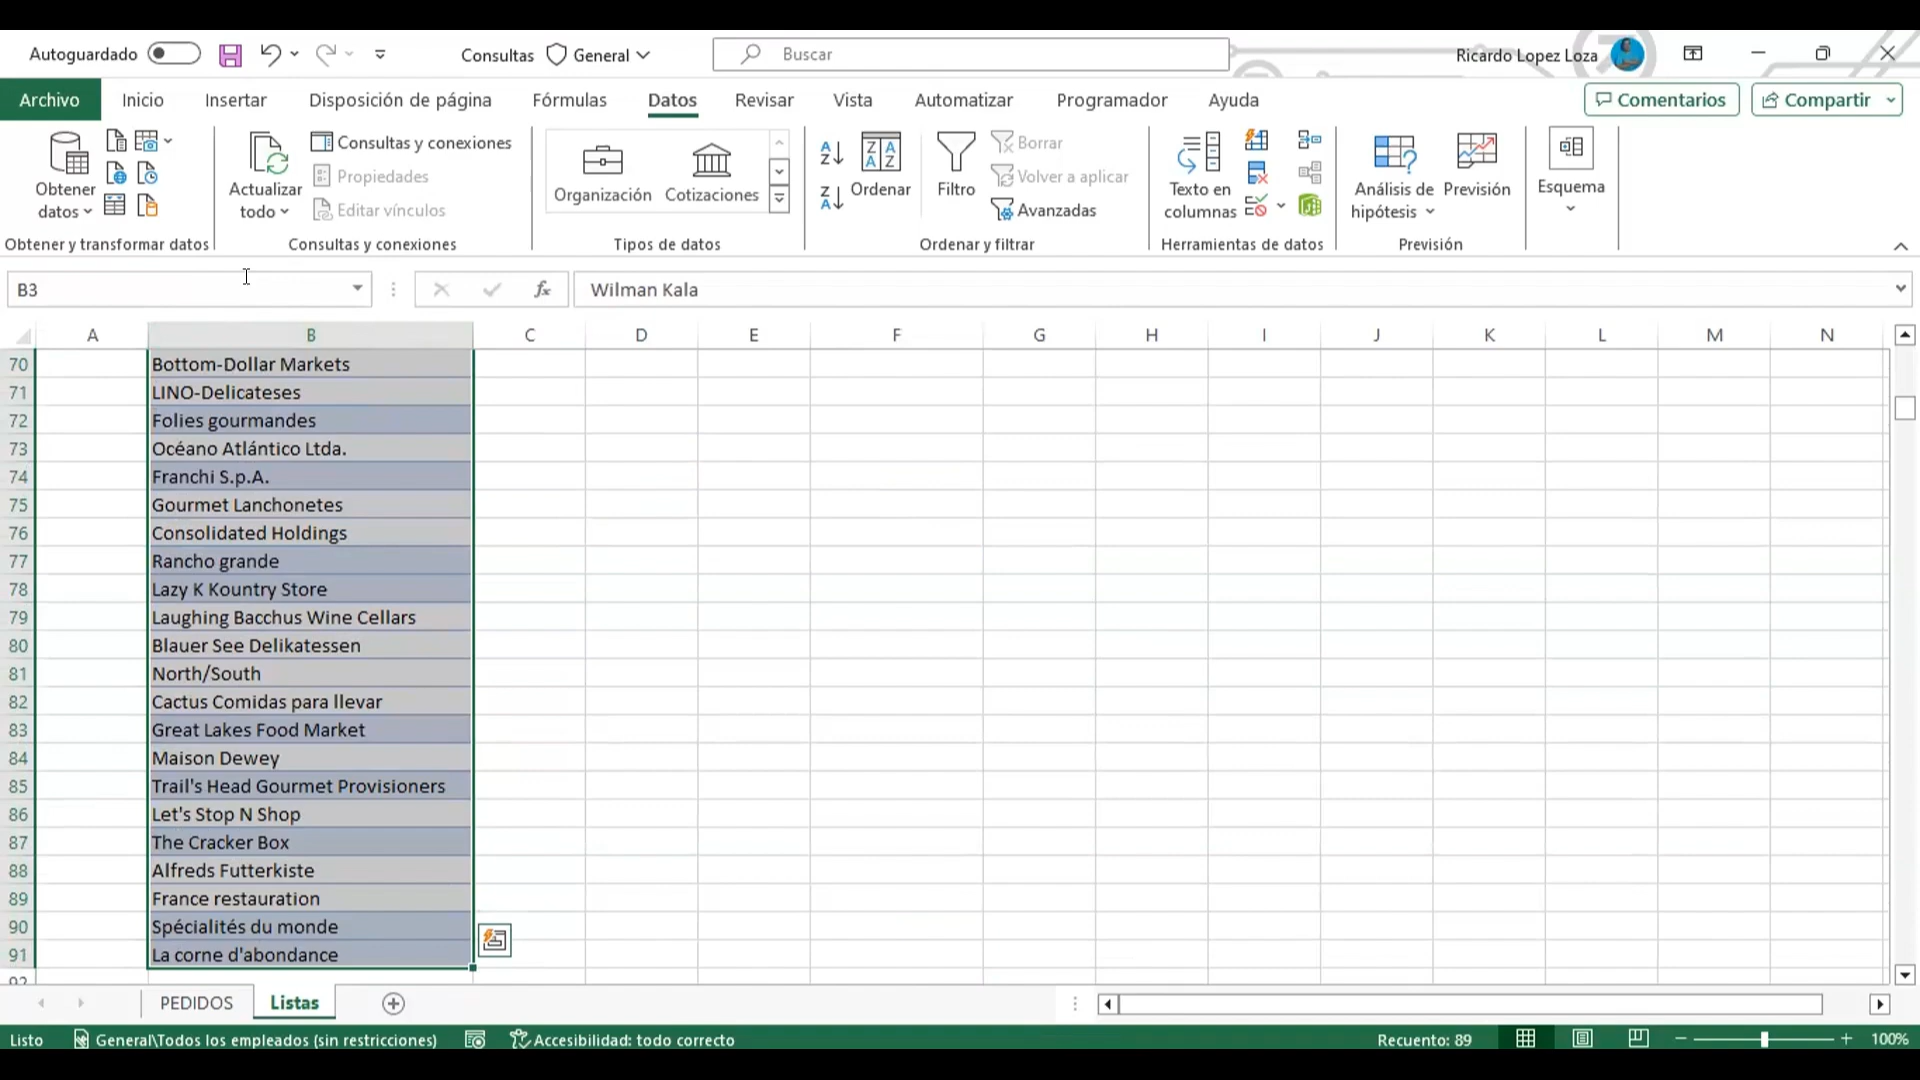 Autoguardado
Consultas General
Buscar
Ricardo Lopez Loza
Archivo Inicio Insertar Disposición de página Fórmulas Datos Revisar Vista Automatizar Programador Ayuda
Comentarios Compartir
Obtener datos
Obtener y transformar datos
Actualizar todo
Consultas y conexiones
Propiedades
Editar vínculos
Consultas y conexiones
Organización Cotizaciones
Tipos de datos
Ordenar
Filtro
Borrar
Volver a aplicar
Avanzadas
Ordenar y filtrar
Texto en columnas
Herramientas de datos
Análisis de hipótesis
Previsión
Previsión
Esquema
B3
fx
Wilman Kala
A B C D E F G H I J K L M N
70 Bottom-Dollar Markets
71 LINO-Delicateses
72 Folies gourmandes
73 Océano Atlántico Ltda.
74 Franchi S.p.A.
75 Gourmet Lanchonetes
76 Consolidated Holdings
77 Rancho grande
78 Lazy K Kountry Store
79 Laughing Bacchus Wine Cellars
80 Blauer See Delikatessen
81 North/South
82 Cactus Comidas para llevar
83 Great Lakes Food Market
84 Maison Dewey
85 Trail's Head Gourmet Provisioners
86 Let's Stop N Shop
87 The Cracker Box
88 Alfreds Futterkiste
89 France restauration
90 Spécialités du monde
91 La corne d'abondance
92
PEDIDOS Listas
Listo General\Todos los empleados (sin restricciones) Accesibilidad: todo correcto Recuento: 89 100%